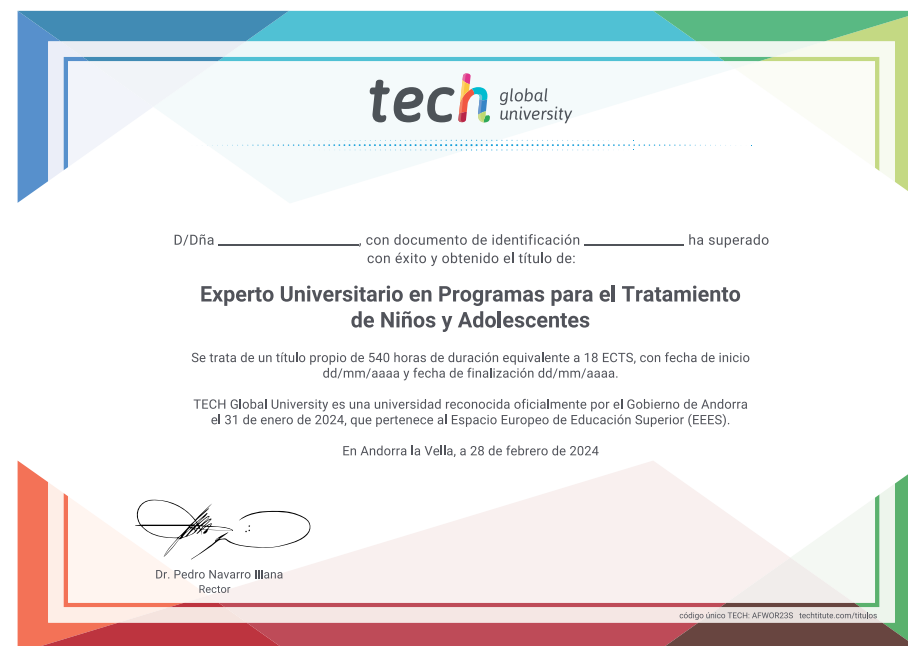 tech global university
D/Dña ____________________, con documento de identificación ______________ ha superado
con éxito y obtenido el título de:
Experto Universitario en Programas para el Tratamiento
de Niños y Adolescentes
Se trata de un título propio de 540 horas de duración equivalente a 18 ECTS, con fecha de inicio
dd/mm/aaaa y fecha de finalización dd/mm/aaaa.
TECH Global University es una universidad reconocida oficialmente por el Gobierno de Andorra
el 31 de enero de 2024, que pertenece al Espacio Europeo de Educación Superior (EEES).
En Andorra la Vella, a 28 de febrero de 2024
Dr. Pedro Navarro Illana
Rector
código único TECH: AFWOR23S techtitute.com/titulos